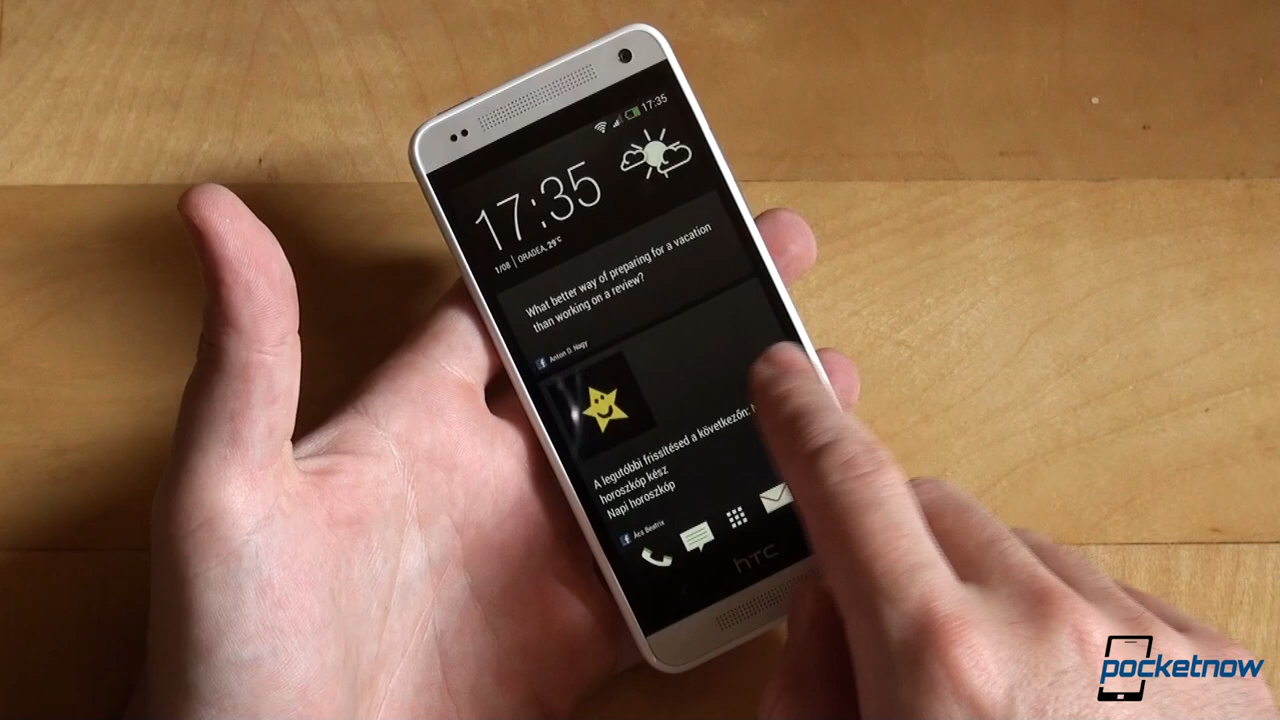 17:35
17:35
1/08 | ORADEA, 29°C
What better way of preparing for a vacation
than working on a review?
Anton D. Nagy
A legutóbbi frissítésed a következőn:
horoszkóp kész
Napi horoszkóp
Ács Beatrix
hTC
pocketnow